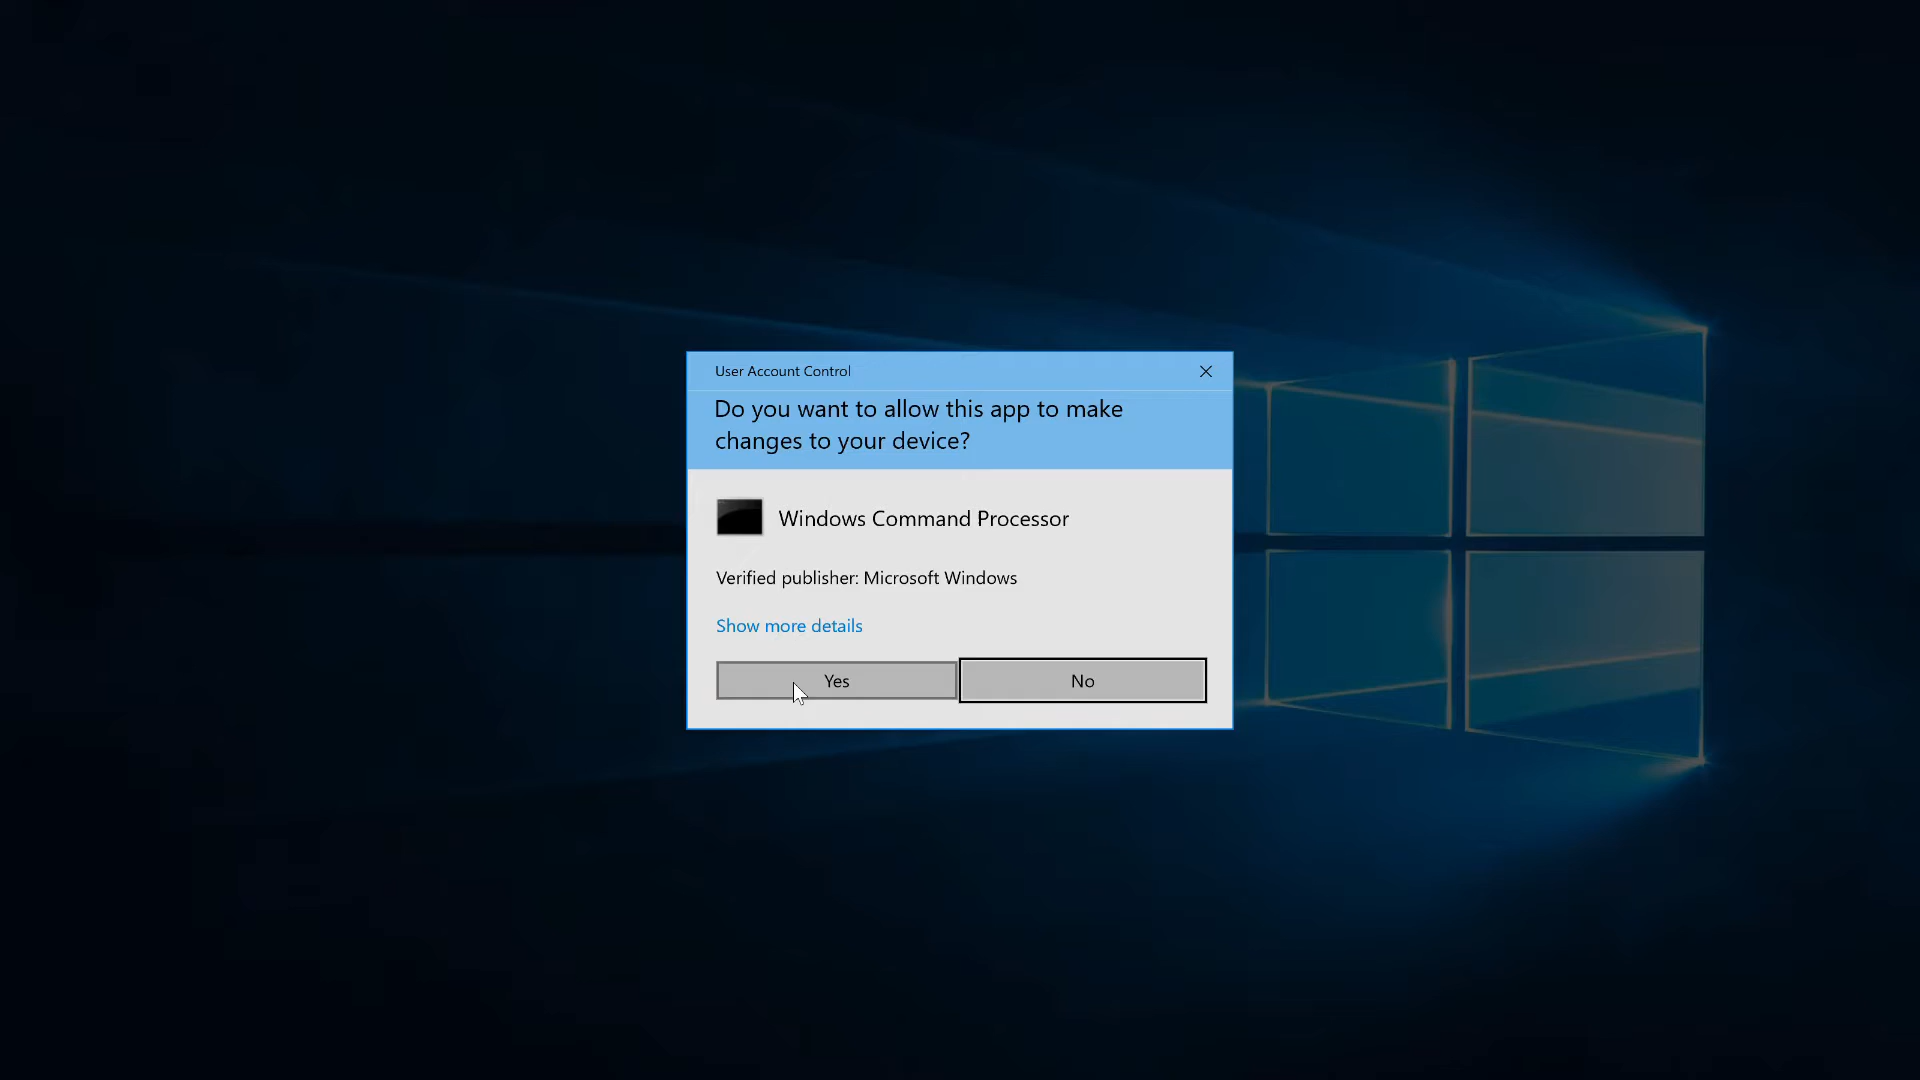 User Account Control
Do you want to allow this app to make
changes to your device?
Windows Command Processor
Verified publisher: Microsoft Windows
Show more details
Yes
No